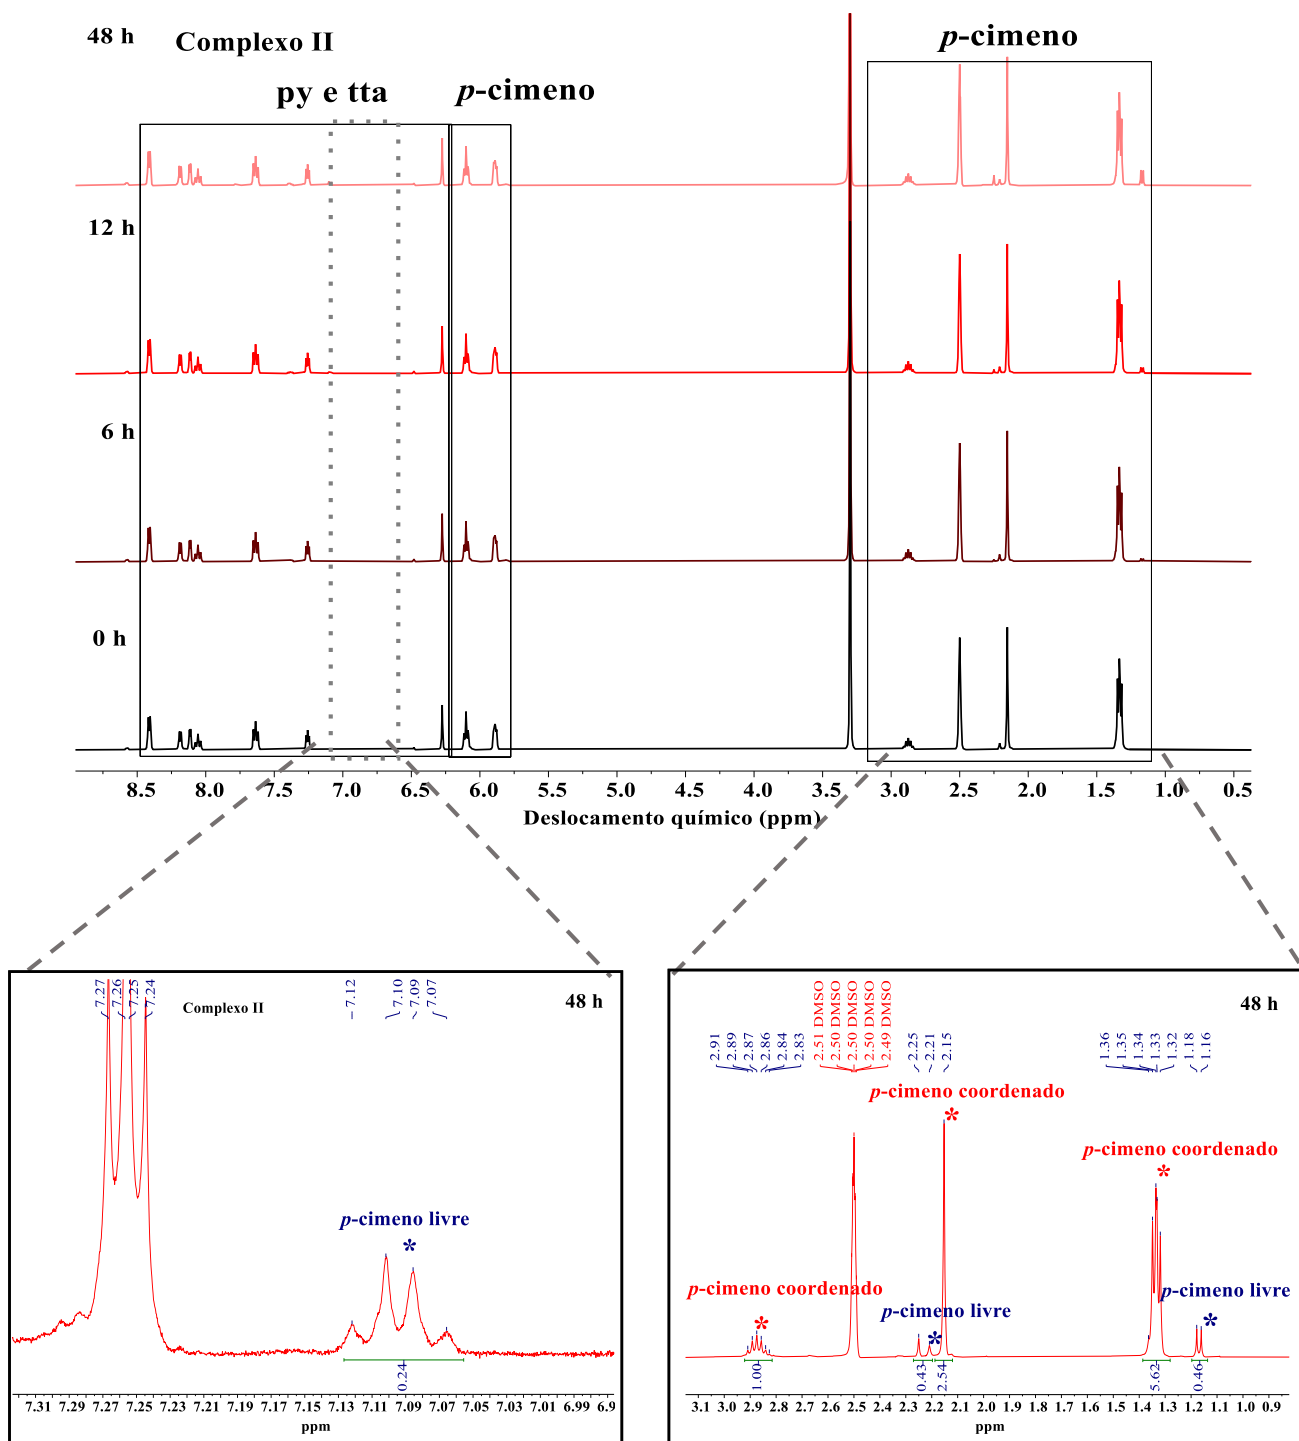 48 h
Complexo II
p-cimeno
py e tta
p-cimeno
12 h
6 h
0 h
8.5 8.0 7.5 7.0 6.5 6.0 5.5 5.0 4.5 4.0 3.5 3.0 2.5 2.0 1.5 1.0 0.5
Deslocamento químico (ppm)
7.27
7.26
7.25
7.24
7.12
7.10
7.09
7.07
Complexo II
48 h
p-cimeno livre
*
0.24
7.31 7.29 7.27 7.25 7.23 7.21 7.19 7.17 7.15 7.13 7.11 7.09 7.07 7.05 7.03 7.01 6.99 6.9
ppm
48 h
2.91
2.89
2.87
2.86
2.84
2.83
2.51 DMSO
2.50 DMSO
2.50 DMSO
2.50 DMSO
2.49 DMSO
2.25
2.21
2.15
1.36
1.35
1.34
1.33
1.32
1.18
1.16
p-cimeno coordenado
*
p-cimeno coordenado
*
p-cimeno coordenado
*
p-cimeno livre
*
p-cimeno livre
*
1.00
0.43
2.54
5.62
0.46
3.1 3.0 2.9 2.8 2.7 2.6 2.5 2.4 2.3 2.2 2.1 2.0 1.9 1.8 1.7 1.6 1.5 1.4 1.3 1.2 1.1 1.0 0.9
ppm